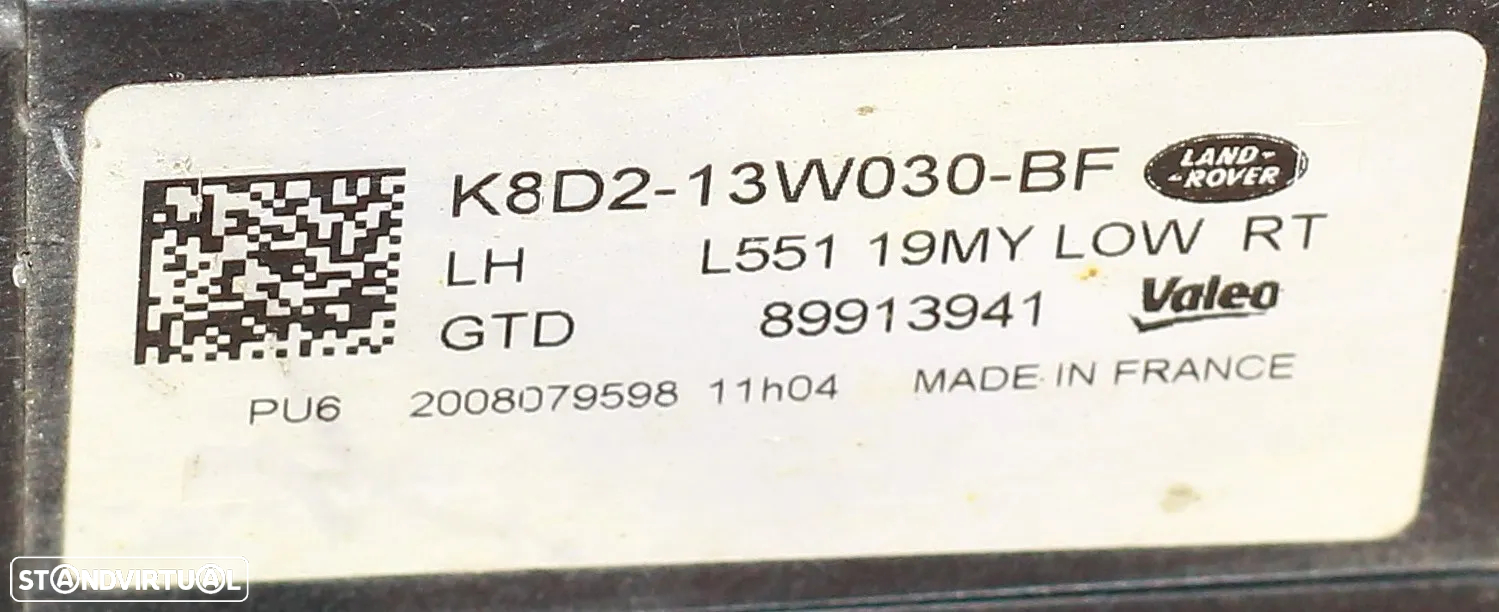 K8D2-13W030-BF LAND ROVER
LH L551 19MY LOW RT
GTD 89913941 Valeo
PU6 2008079598 11h04 MADE IN FRANCE
STANDVIRTUAL